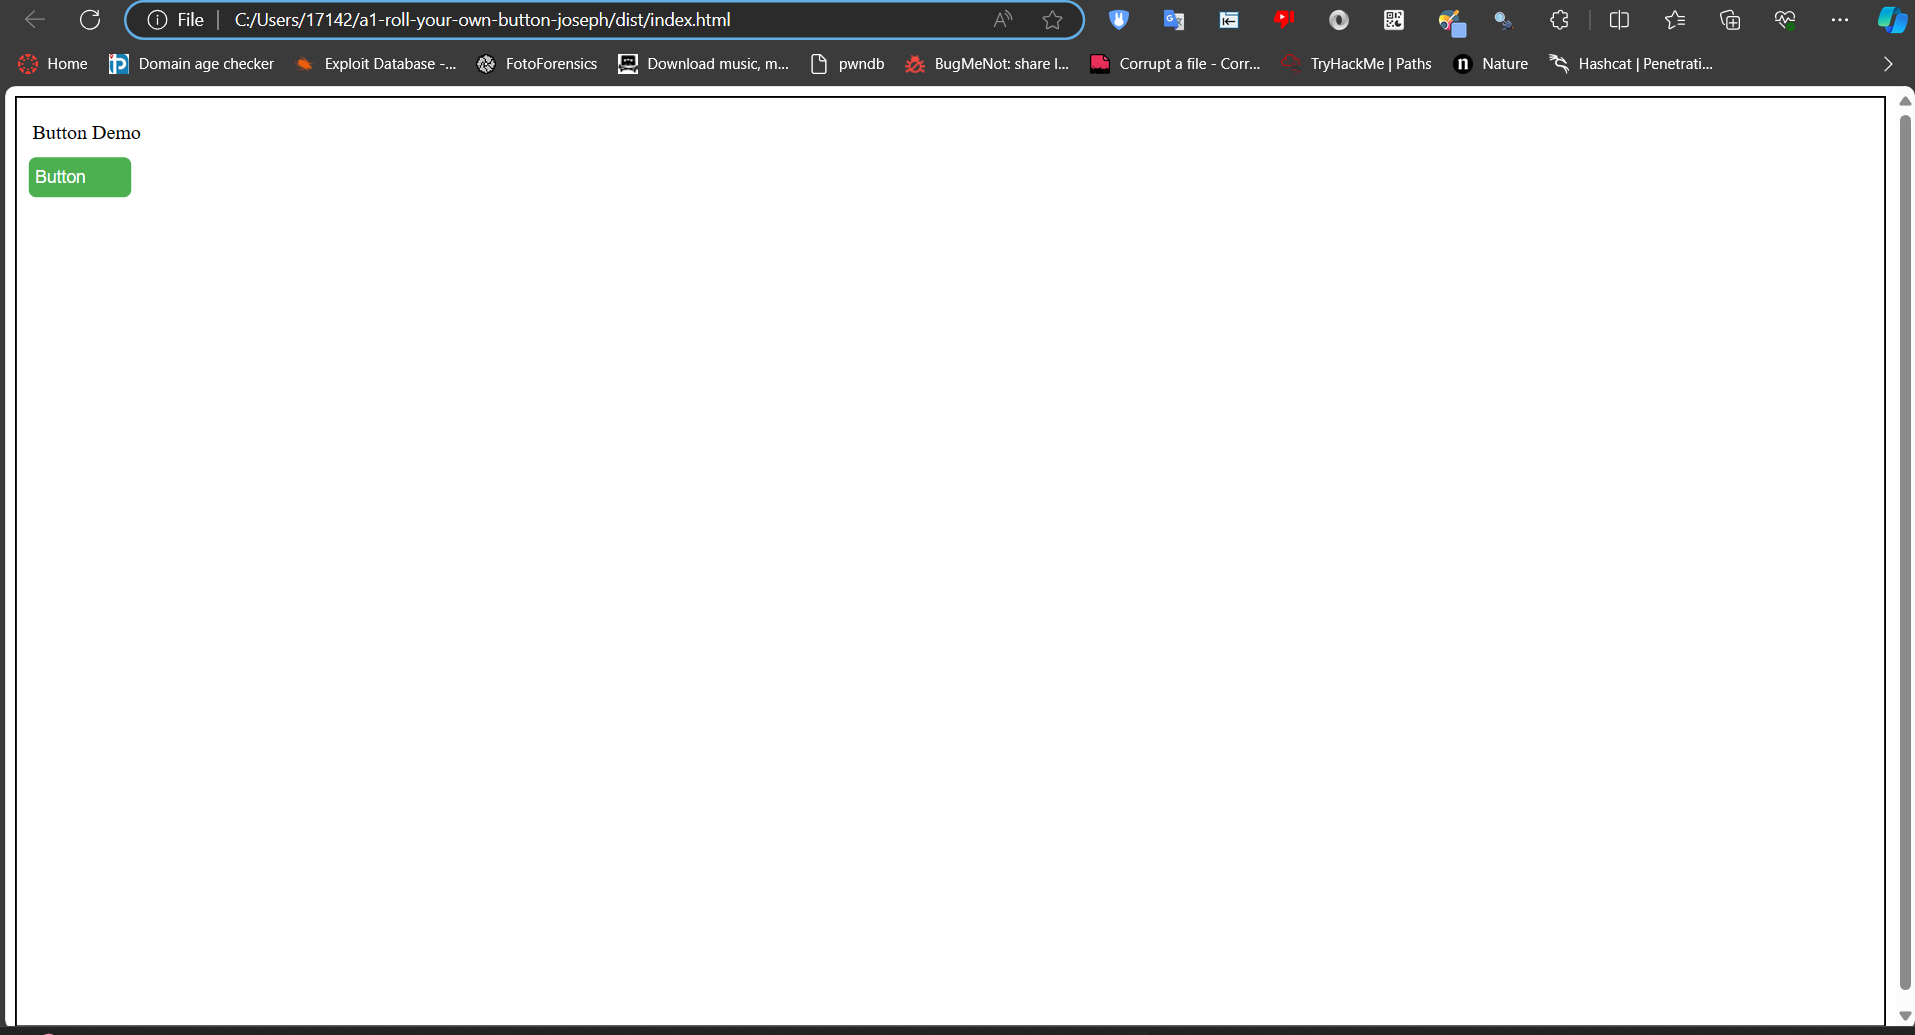 File C:/Users/17142/a1-roll-your-own-button-joseph/dist/index.html
Home Domain age checker Exploit Database -... FotoForensics Download music, m... pwndb BugMeNot: share l... Corrupt a file - Corr... TryHackMe | Paths Nature Hashcat | Penetrati...
Button Demo
Button